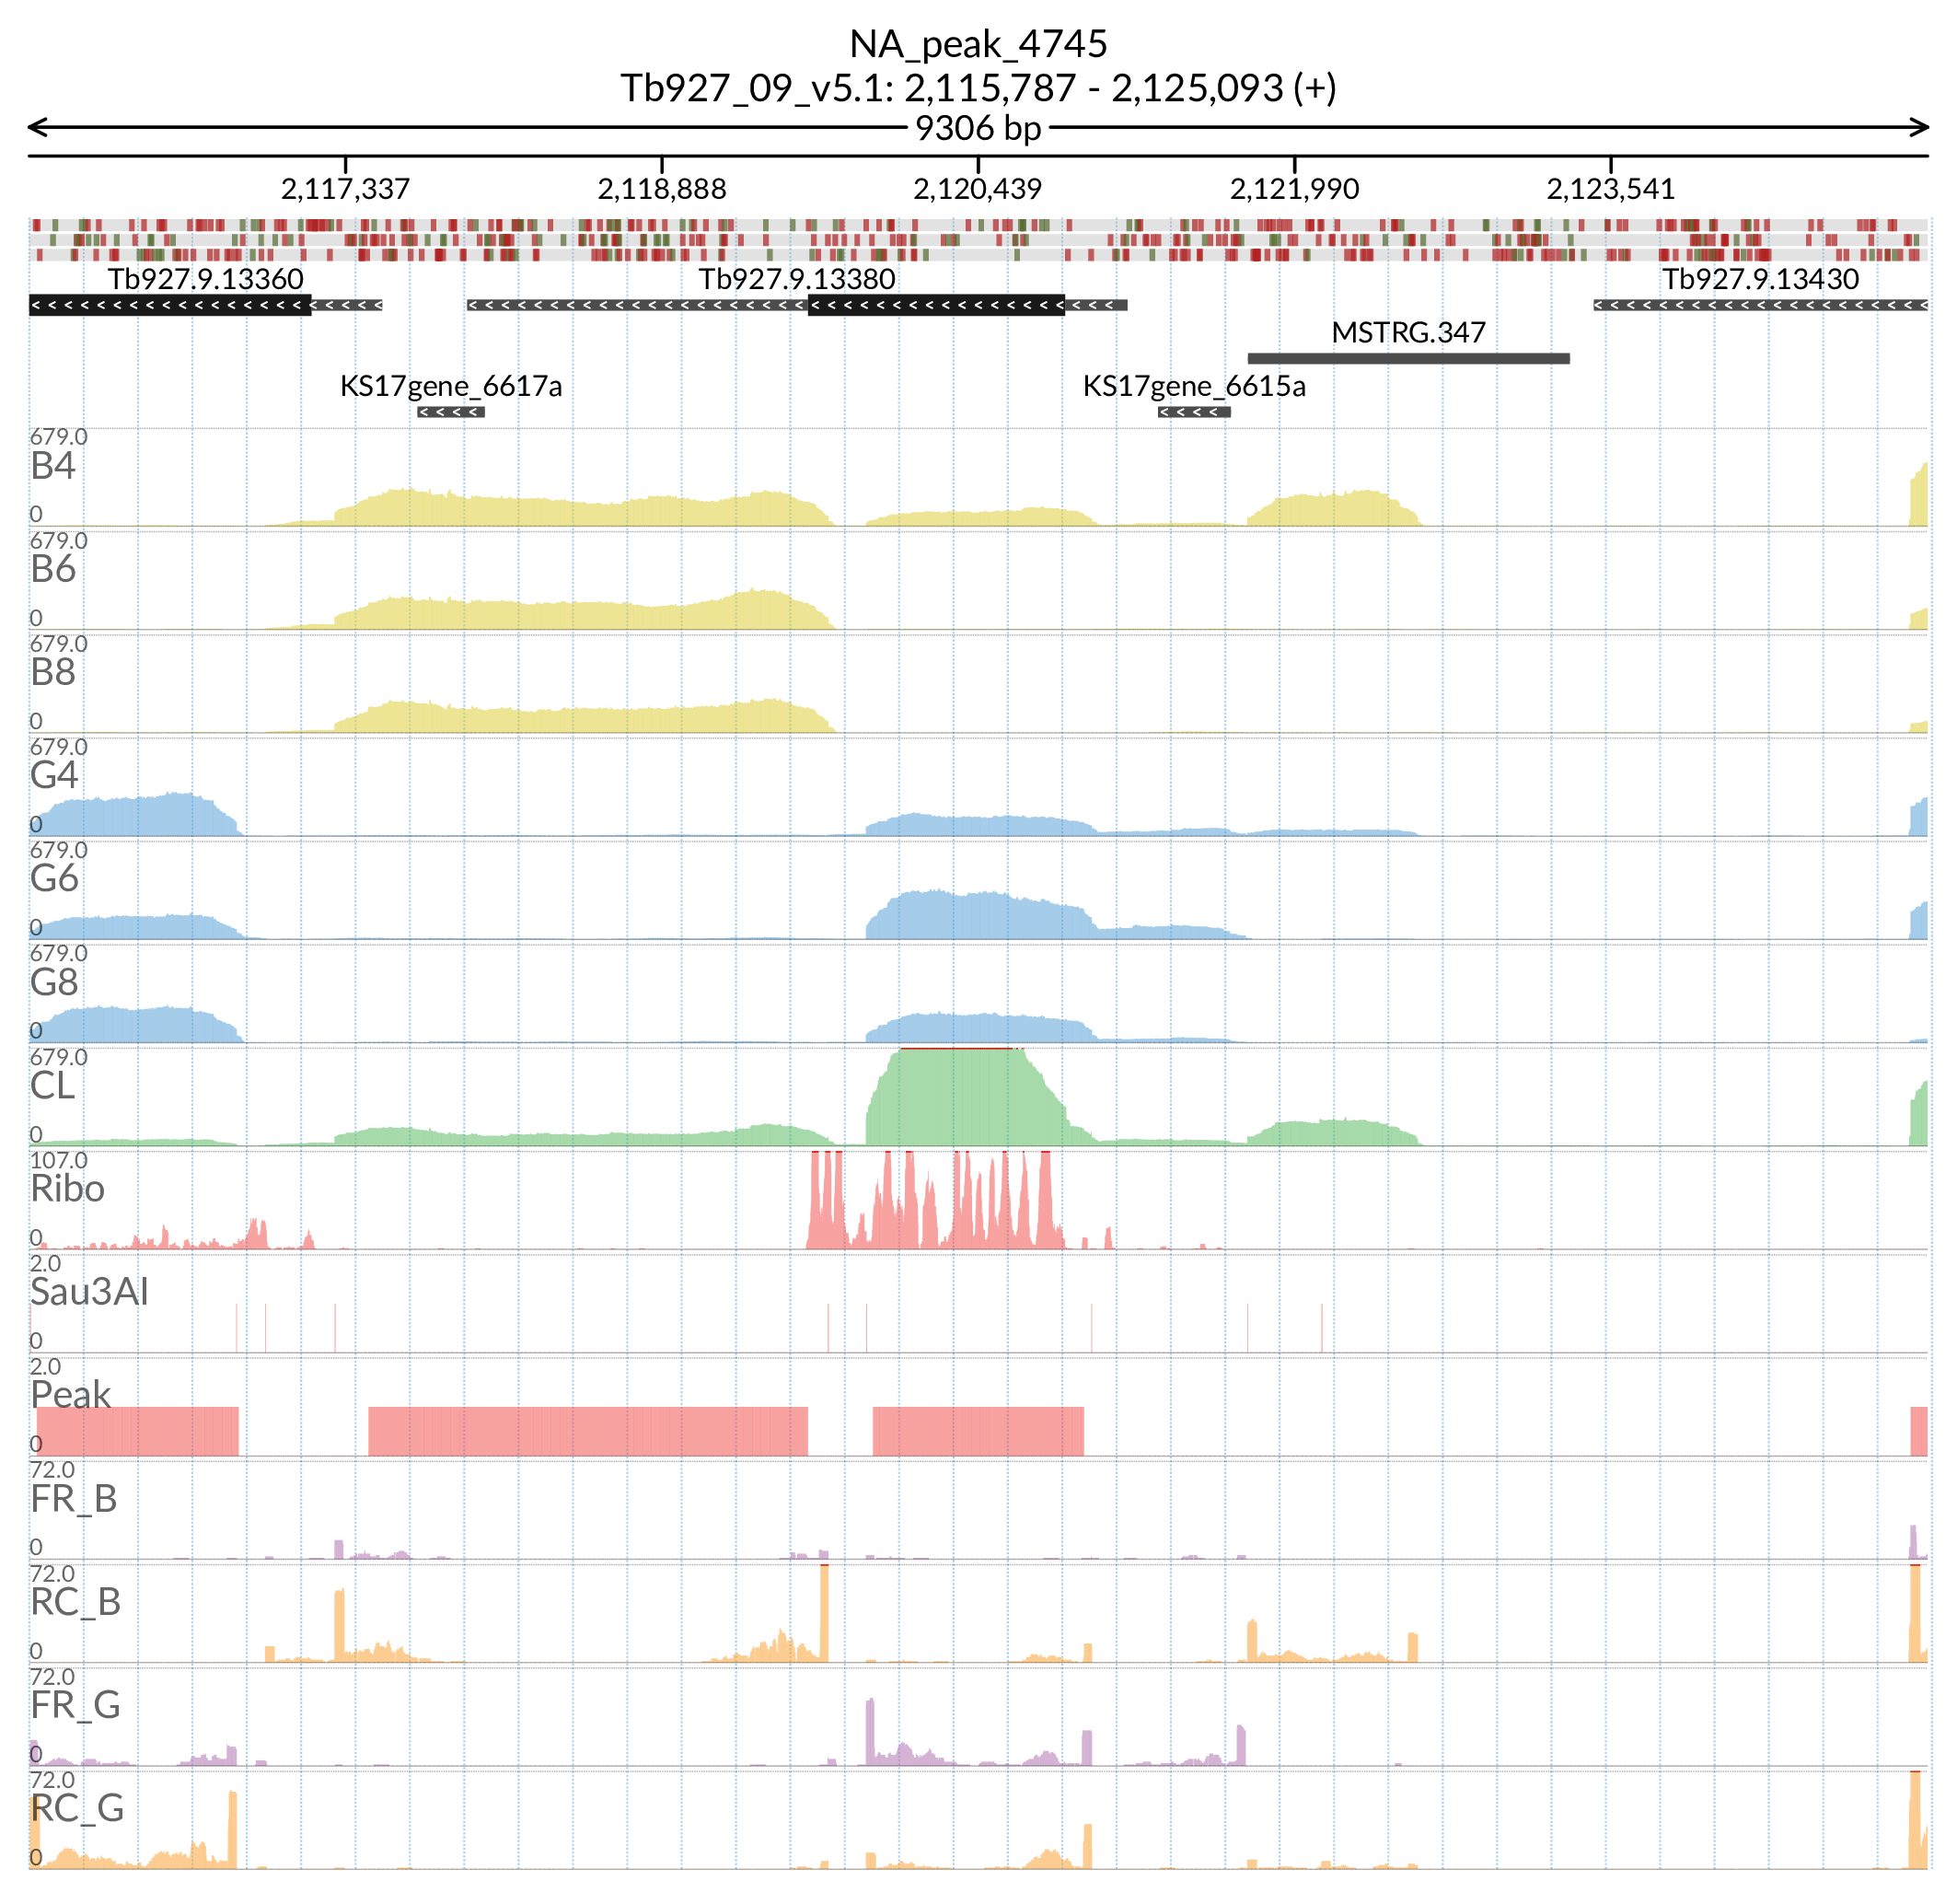 NA_peak_4745
Tb927_09_v5.1: 2,115,787 - 2,125,093 (+)
9306 bp
2,117,337 2,118,888 2,120,439 2,121,990 2,123,541
Tb927.9.13360 Tb927.9.13380 Tb927.9.13430
MSTRG.347
KS17gene_6617a KS17gene_6615a
679.0
B4
0
679.0
B6
0
679.0
B8
0
679.0
G4
0
679.0
G6
0
679.0
G8
0
679.0
CL
0
107.0
Ribo
0
2.0
Sau3AI
0
2.0
Peak
0
72.0
FR_B
0
72.0
RC_B
0
72.0
FR_G
0
72.0
RC_G
0